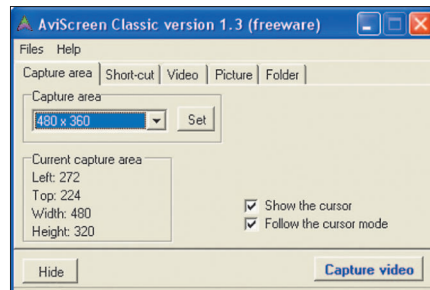 AviScreen Classic version 1.3 (freeware)
Files Help
Capture area Short-cut Video Picture Folder
Capture area
480 x 360 Set
Current capture area
Left: 272
Top: 224
Width: 480
Height: 320
Show the cursor
Follow the cursor mode
Hide Capture video